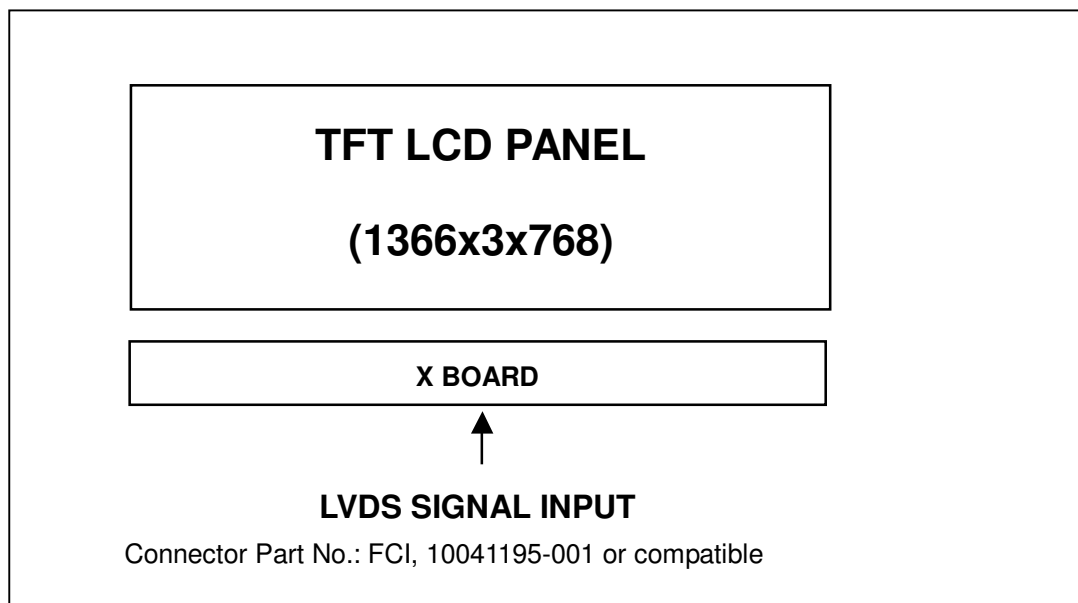 TFT LCD PANEL
(1366x3x768)
X BOARD
LVDS SIGNAL INPUT
Connector Part No.: FCI, 10041195-001 or compatible